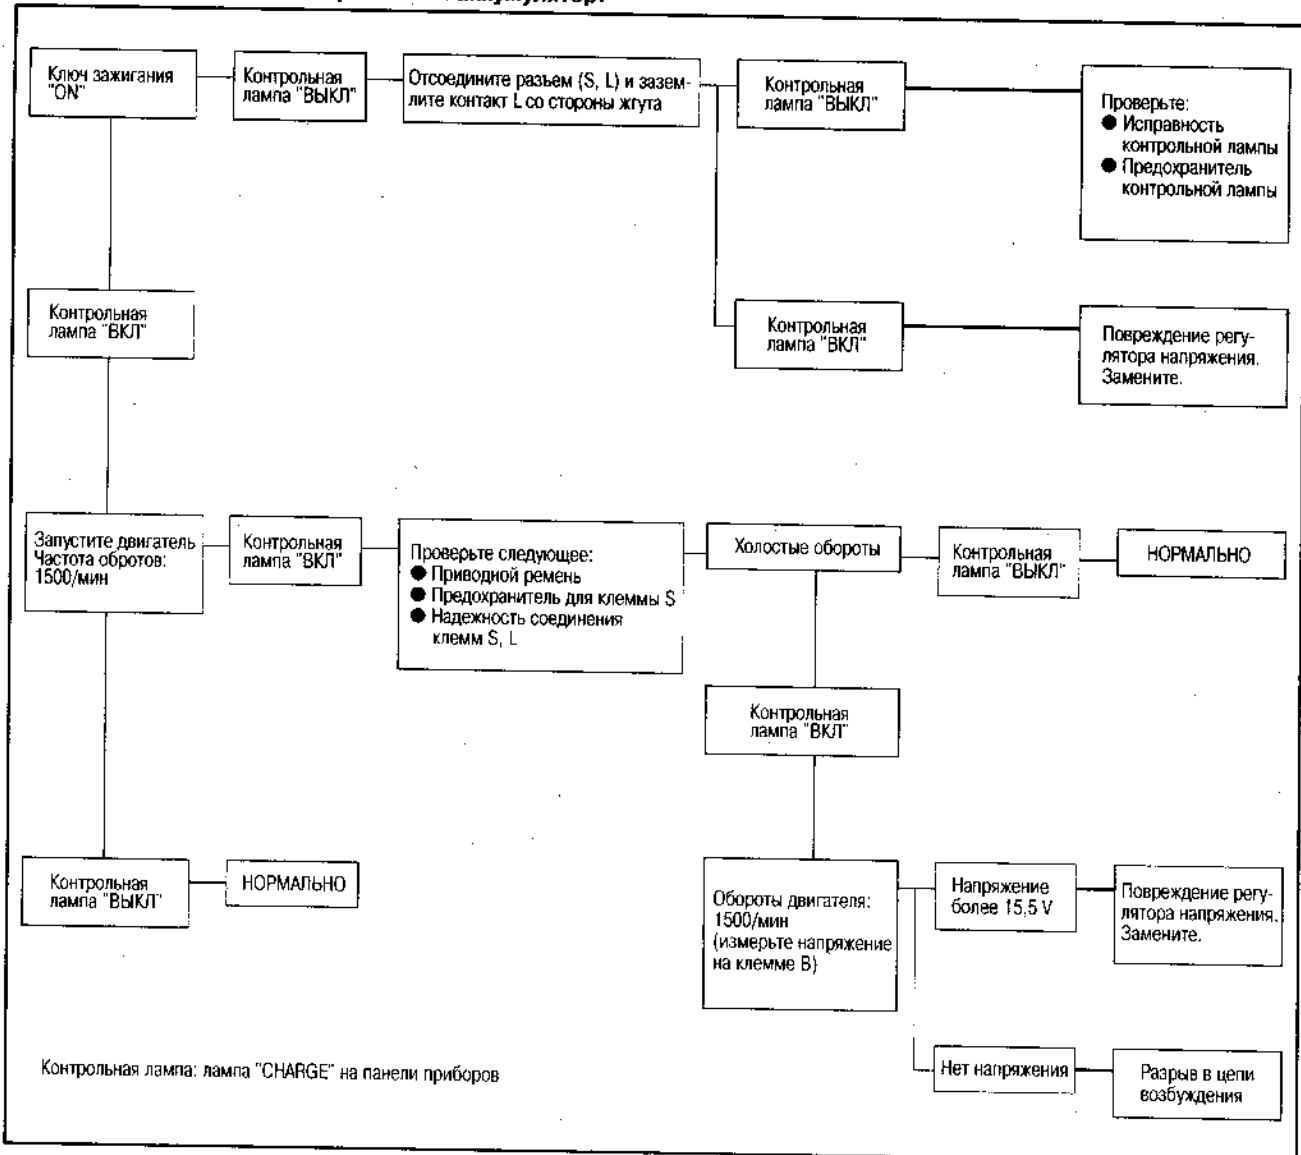 Ключ зажигания
"ON"
Контрольная
лампа "ВЫКЛ"
Отсоедините разъем (S, L) и зазем-
лите контакт L со стороны жгута
Контрольная
лампа "ВЫКЛ"
Проверьте:
● Исправность
контрольной лампы
● Предохранитель
контрольной лампы
Контрольная
лампа "ВКЛ"
Контрольная
лампа "ВКЛ"
Повреждение регу-
лятора напряжения.
Замените.
Запустите двигатель
Частота оборотов:
1500/мин
Контрольная
лампа "ВКЛ"
Проверьте следующее:
● Приводной ремень
● Предохранитель для клеммы S
● Надежность соединения
клемм S, L
Холостые обороты
Контрольная
лампа "ВЫКЛ"
НОРМАЛЬНО
Контрольная
лампа "ВКЛ"
Контрольная
лампа "ВЫКЛ"
НОРМАЛЬНО
Обороты двигателя:
1500/мин
(измерьте напряжение
на клемме B)
Напряжение
более 15,5 V
Повреждение регу-
лятора напряжения.
Замените.
Контрольная лампа: лампа "CHARGE" на панели приборов
Нет напряжения
Разрыв в цепи
возбуждения